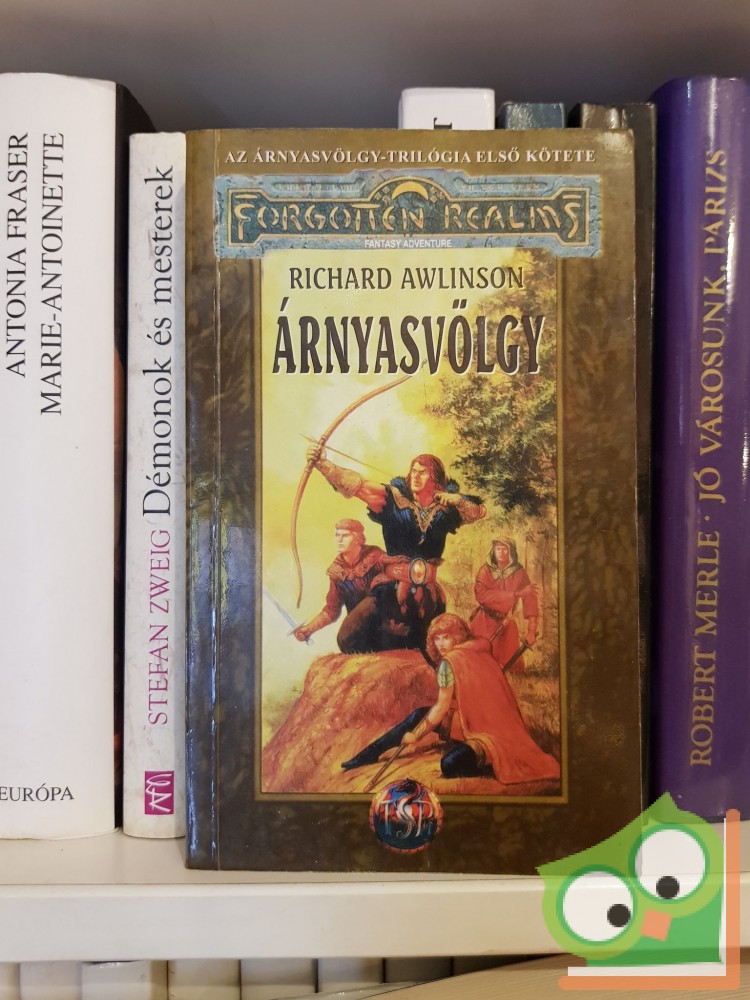 ANTONIA FRASER
MARIE-ANTOINETTE
EURÓPA
STEFAN ZWEIG Démonok és mesterek
AZ ÁRNYASVÖLGY-TRILÓGIA ELSŐ KÖTETE
FORGOTTEN REALMS
FANTASY ADVENTURE
RICHARD AWLINSON
ÁRNYASVÖLGY
TSR
ROBERT MERLE · JÓ VÁROSUNK, PÁRIZS